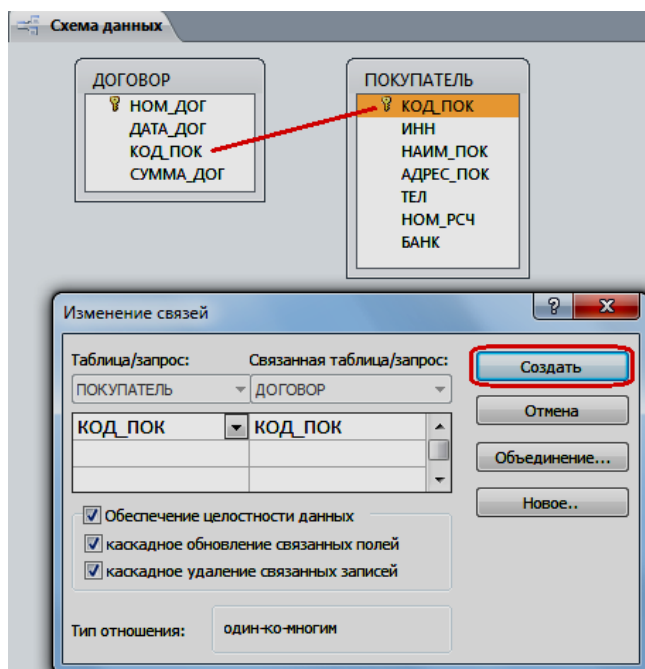 Схема данных
ДОГОВОР
НОМ_ДОГ
ДАТА_ДОГ
КОД_ПОК
СУММА_ДОГ
ПОКУПАТЕЛЬ
КОД_ПОК
ИНН
НАИМ_ПОК
АДРЕС_ПОК
ТЕЛ
НОМ_РСЧ
БАНК
Изменение связей
Таблица/запрос: Связанная таблица/запрос:
ПОКУПАТЕЛЬ ДОГОВОР
КОД_ПОК КОД_ПОК
Обеспечение целостности данных
каскадное обновление связанных полей
каскадное удаление связанных записей
Тип отношения: один-ко-многим
Создать
Отмена
Объединение...
Новое..